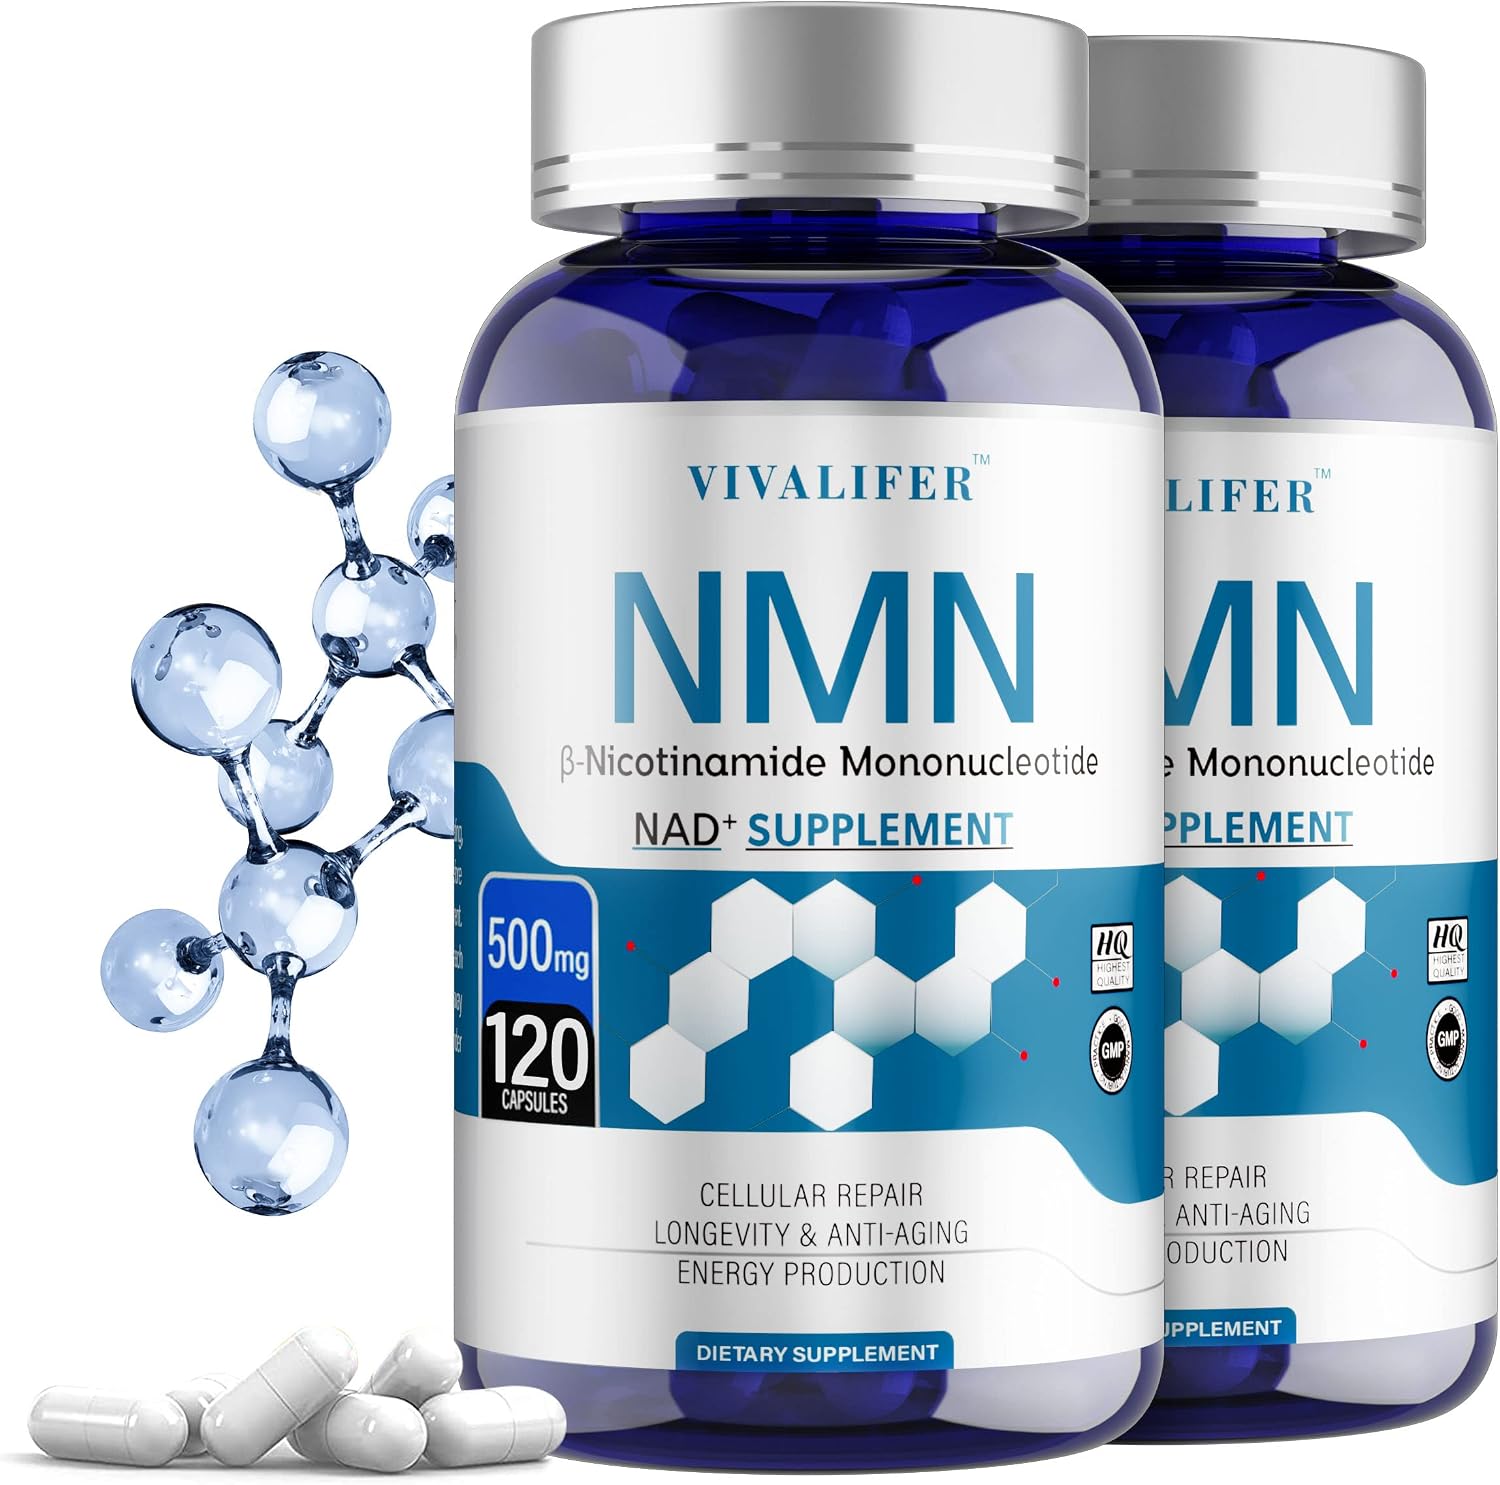 VIVALIFER™
NMN
β-Nicotinamide Mononucleotide
NAD⁺ SUPPLEMENT
500mg
120
CAPSULES
HQ
HIGHEST
QUALITY
GMP
CELLULAR REPAIR
LONGEVITY & ANTI-AGING
ENERGY PRODUCTION
DIETARY SUPPLEMENT
LIFER™
MN
e Mononucleotide
PPLEMENT
HQ
HIGHEST
QUALITY
GMP
R REPAIR
ANTI-AGING
ODUCTION
UPPLEMENT